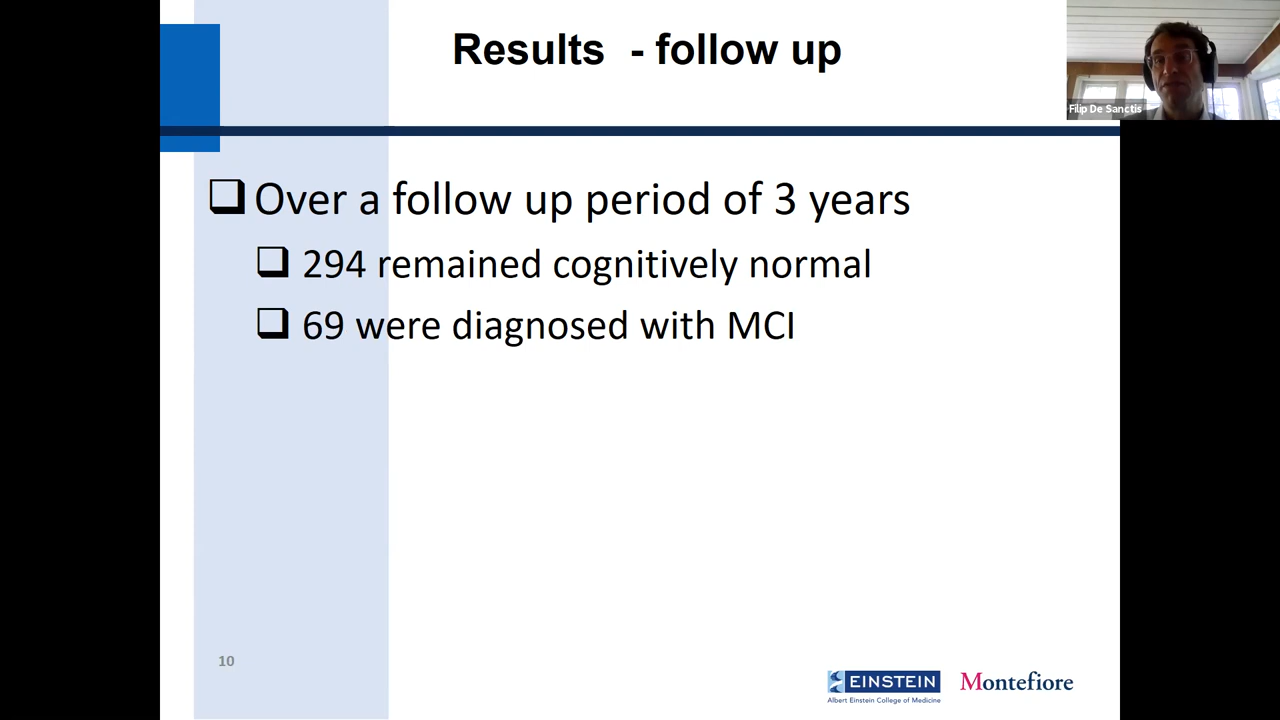 Results - follow up
Filip De Sanctis
Over a follow up period of 3 years
294 remained cognitively normal
69 were diagnosed with MCI
10
EINSTEIN
Albert Einstein College of Medicine
Montefiore